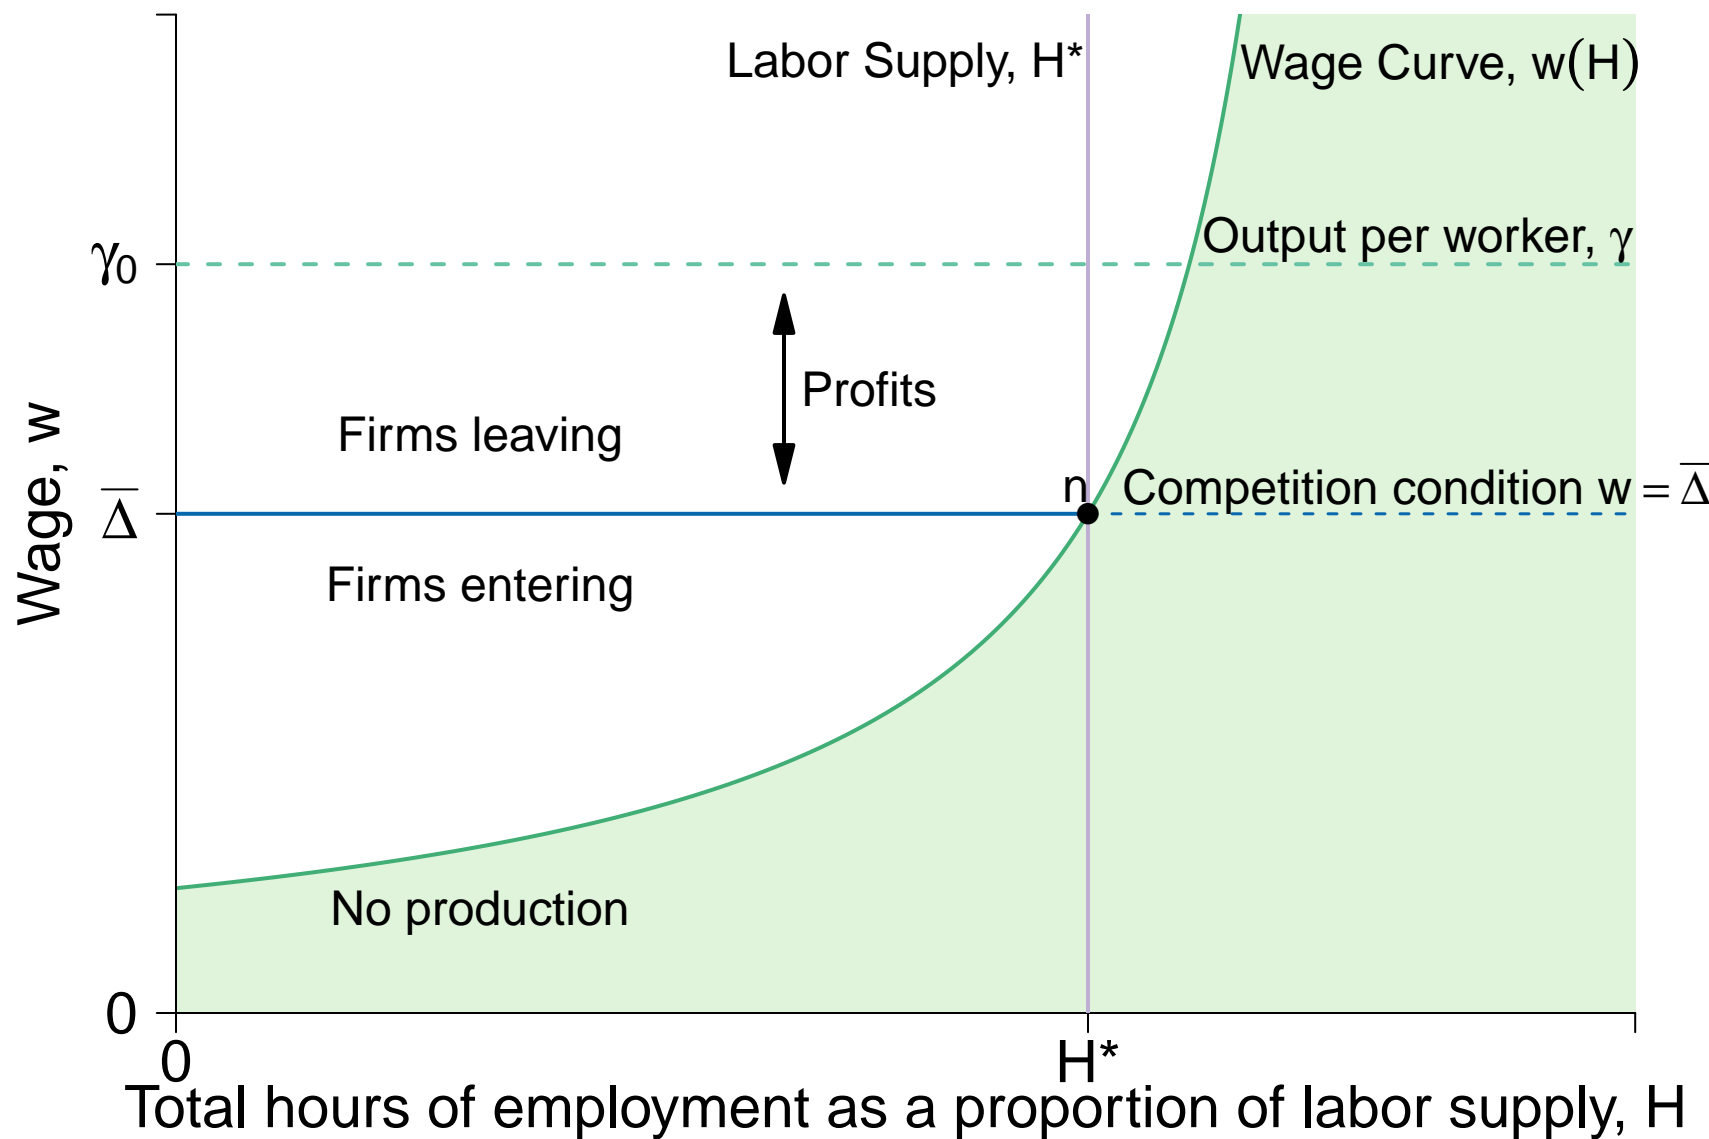 Labor Supply, H*
Wage Curve, w(H)
Output per worker, γ
γ₀
Profits
Firms leaving
n
Competition condition w = Δ̅
Δ̅
Firms entering
Wage, w
No production
0
0
H*
Total hours of employment as a proportion of labor supply, H